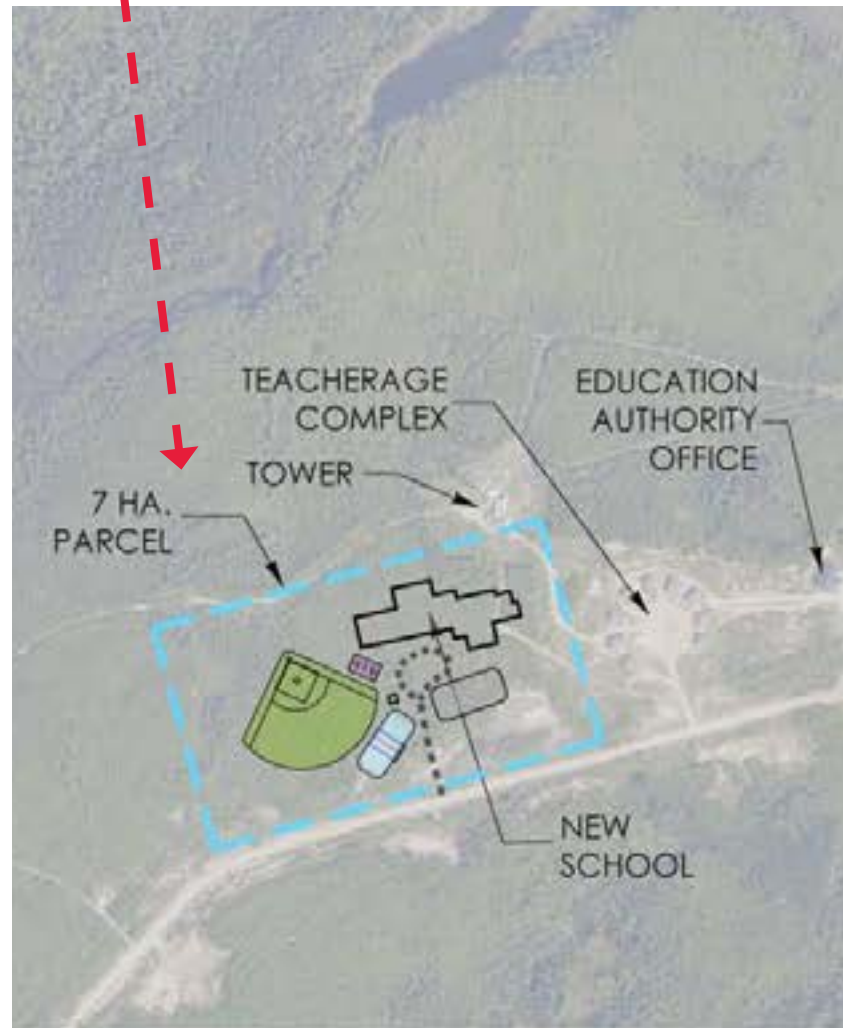 TEACHERAGE
COMPLEX
EDUCATION
AUTHORITY
OFFICE
TOWER
7 HA.
PARCEL
NEW
SCHOOL